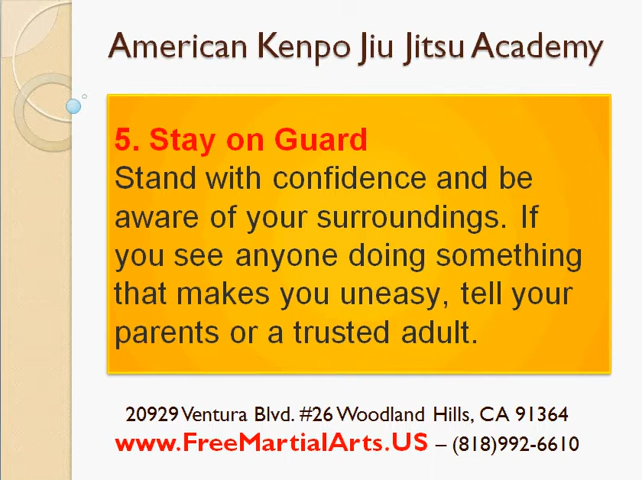 American Kenpo Jiu Jitsu Academy
5. Stay on Guard
Stand with confidence and be
aware of your surroundings. If
you see anyone doing something
that makes you uneasy, tell your
parents or a trusted adult.
20929 Ventura Blvd. #26 Woodland Hills, CA 91364
www.FreeMartialArts.US – (818)992-6610